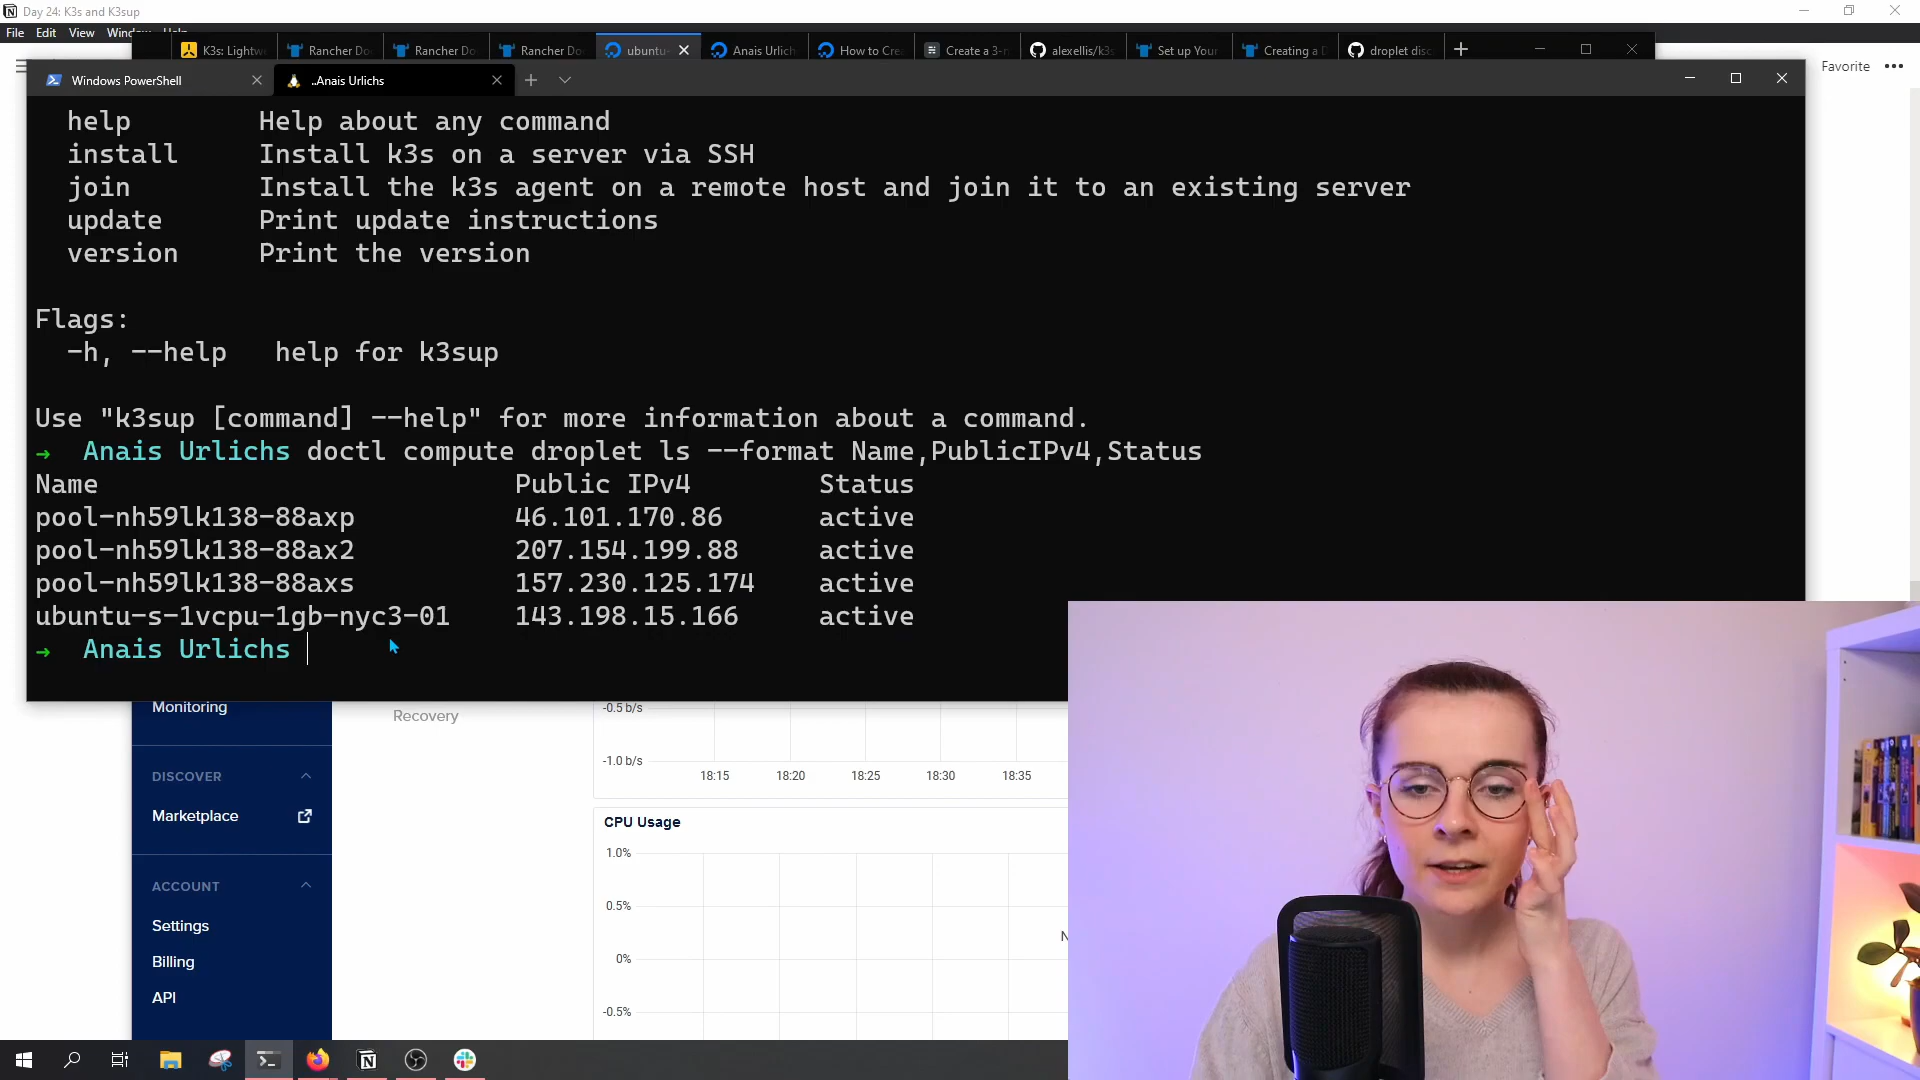 Day 24: K3s and K3sup
File Edit View Window Help
K3s: Lightw Rancher Do Rancher Do Rancher Do ubuntu- Anais Urlich How to Cre Create a 3-n alexellis/k3s Set up Your Creating a D droplet disc
Favorite
Windows PowerShell ..Anais Urlichs
help Help about any command
install Install k3s on a server via SSH
join Install the k3s agent on a remote host and join it to an existing server
update Print update instructions
version Print the version
Flags:
-h, --help help for k3sup
Use "k3sup [command] --help" for more information about a command.
→ Anais Urlichs doctl compute droplet ls --format Name,PublicIPv4,Status
Name Public IPv4 Status
pool-nh59lk138-88axp 46.101.170.86 active
pool-nh59lk138-88ax2 207.154.199.88 active
pool-nh59lk138-88axs 157.230.125.174 active
ubuntu-s-1vcpu-1gb-nyc3-01 143.198.15.166 active
→ Anais Urlichs
Monitoring
DISCOVER
Marketplace
ACCOUNT
Settings
Billing
API
Recovery
-0.5 b/s
-1.0 b/s
18:15 18:20 18:25 18:30 18:35
CPU Usage
1.0%
0.5%
0%
-0.5%